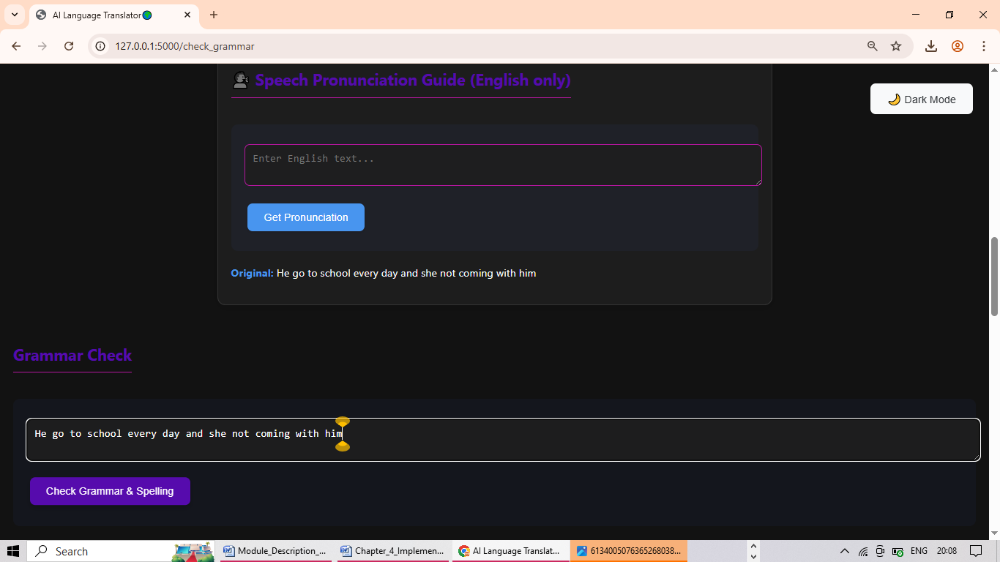 AI Language Translator
127.0.0.1:5000/check_grammar
Speech Pronunciation Guide (English only)
Dark Mode
Enter English text...
Get Pronunciation
Original: He go to school every day and she not coming with him
Grammar Check
He go to school every day and she not coming with him
Check Grammar & Spelling
Search
Module_Description_...
Chapter_4_Implemen...
AI Language Translat...
6134005076365268038...
ENG
20:08